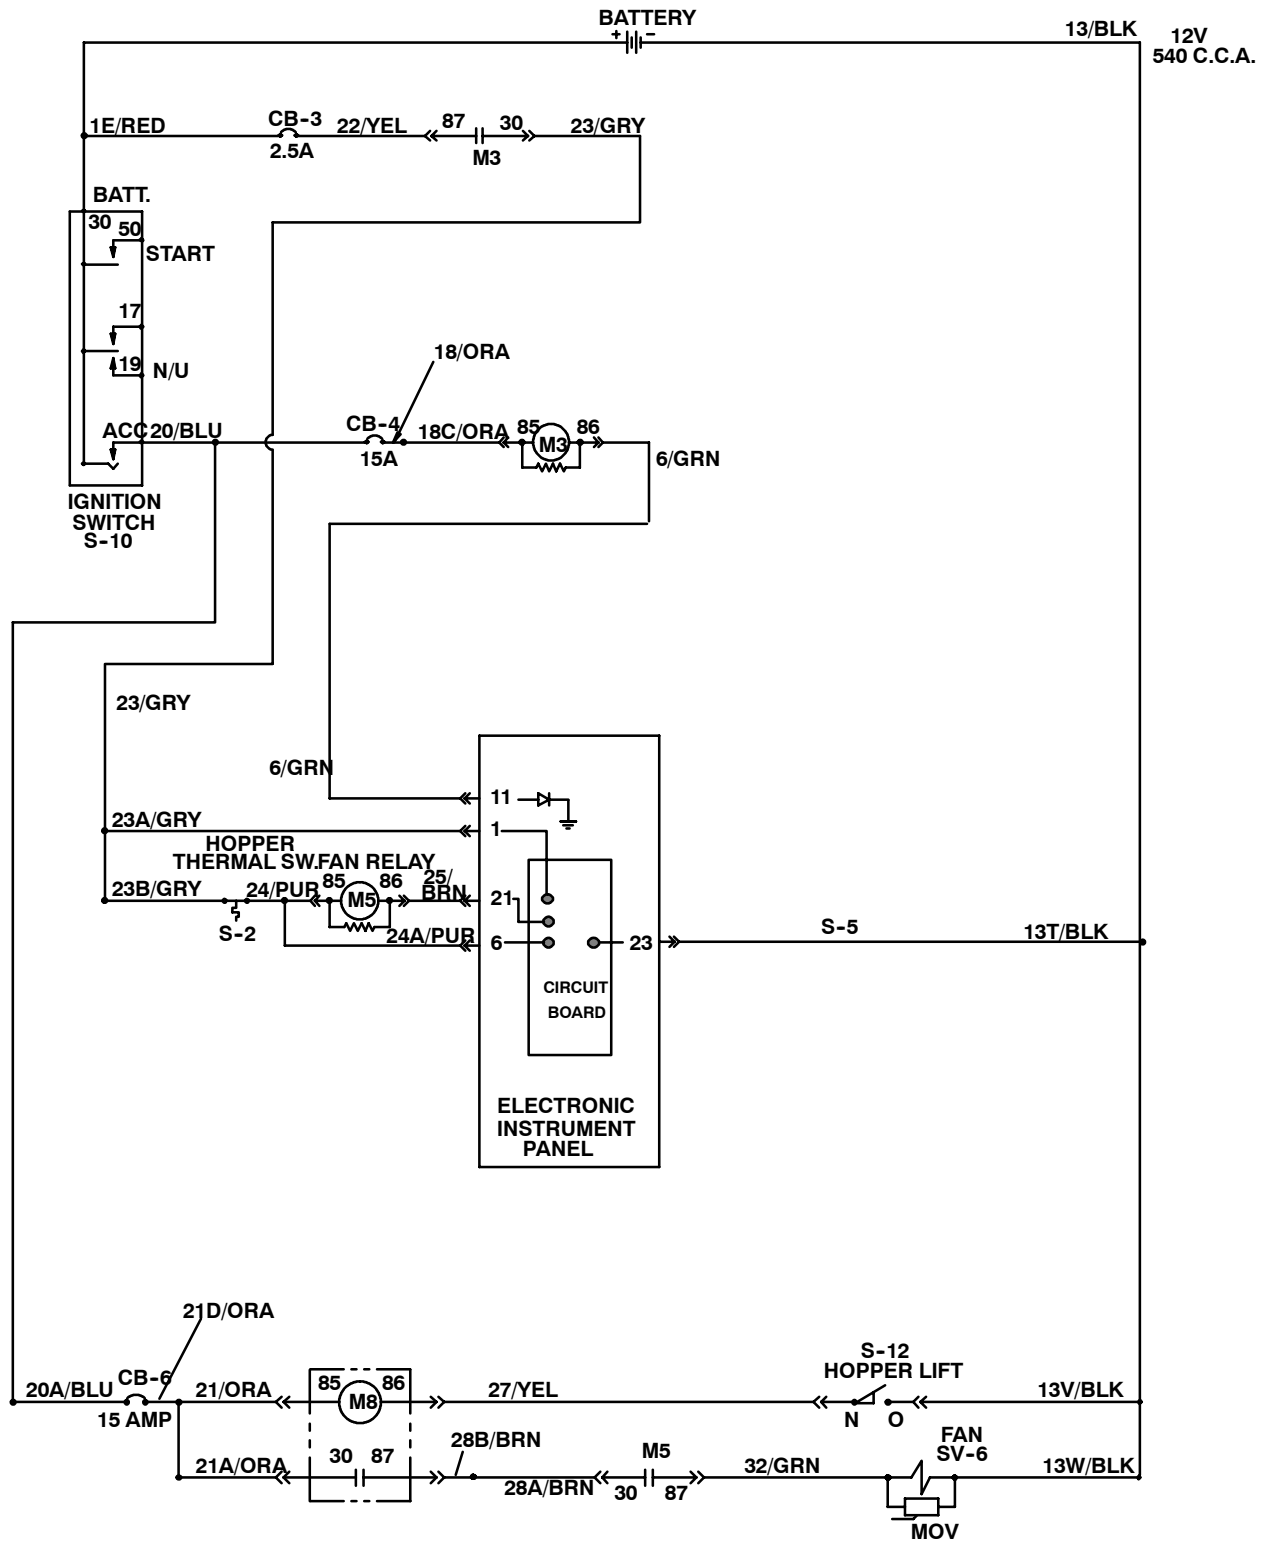 BATTERY
+ −
13/BLK
12V
540 C.C.A.
1E/RED
CB-3
2.5A
22/YEL
87
30
M3
23/GRY
BATT.
30
50
START
17
19
N/U
18/ORA
ACC
20/BLU
CB-4
15A
18C/ORA
85
M3
86
6/GRN
IGNITION
SWITCH
S-10
23/GRY
6/GRN
11
23A/GRY
1
HOPPER
THERMAL SW.
FAN RELAY
23B/GRY
S-2
24/PUR
85
M5
86
25/
BRN
21
24A/PUR
6
23
S-5
13T/BLK
CIRCUIT
BOARD
ELECTRONIC
INSTRUMENT
PANEL
21D/ORA
20A/BLU
CB-6
15 AMP
21/ORA
85
M8
86
27/YEL
S-12
HOPPER LIFT
N
O
13V/BLK
21A/ORA
30
87
28B/BRN
28A/BRN
M5
30
87
32/GRN
FAN
SV-6
13W/BLK
MOV